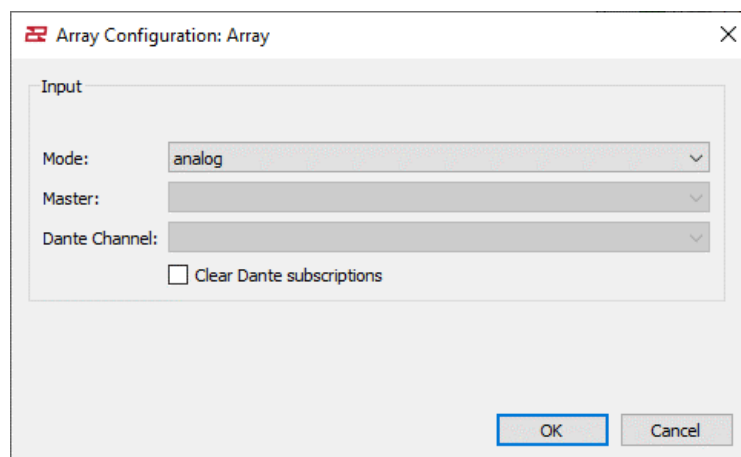 Array Configuration: Array
Input
Mode: analog
Master:
Dante Channel:
Clear Dante subscriptions
OK Cancel